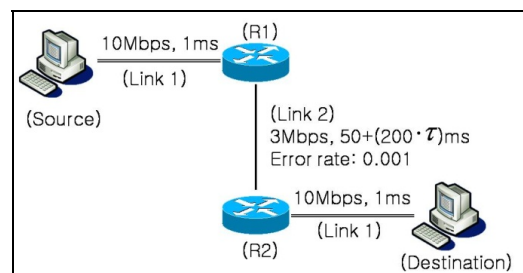 (R1)
10Mbps, 1ms
(Link 1)
(Source)
(Link 2)
3Mbps, 50+(200·τ)ms
Error rate: 0.001
10Mbps, 1ms
(Link 1)
(R2)
(Destination)